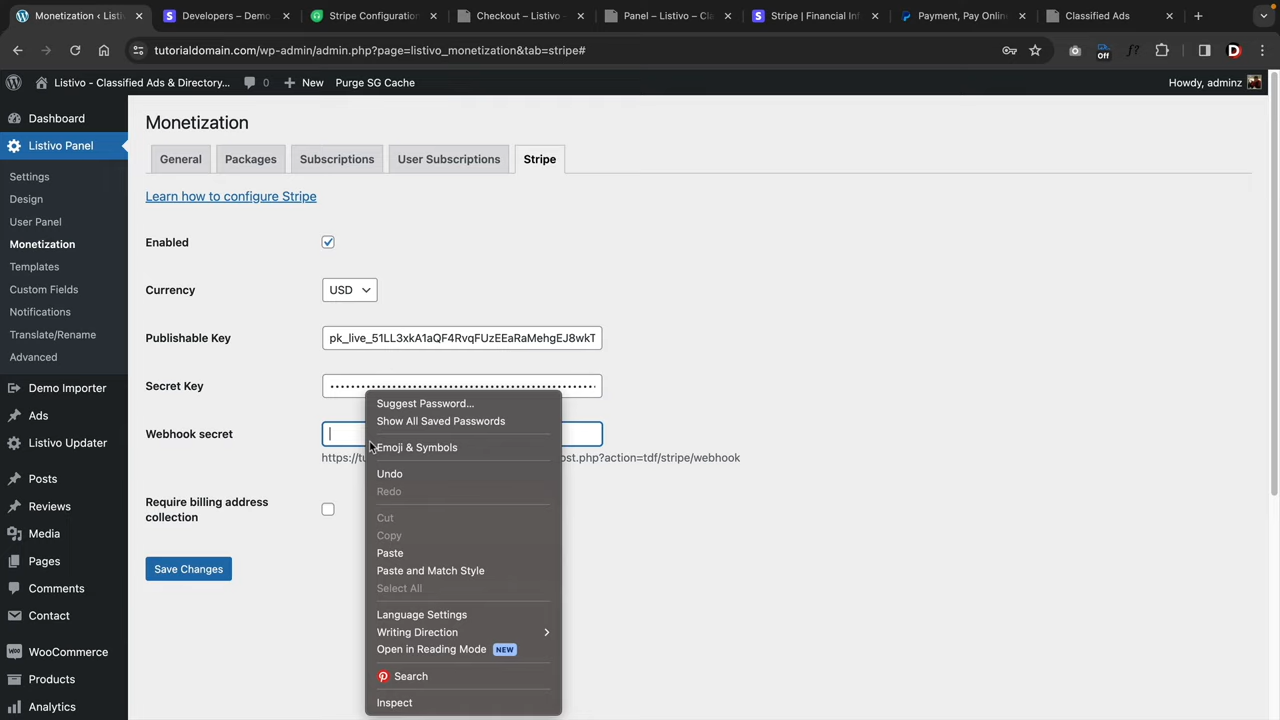 Monetization ‹ Listivo – Cl
Developers – Demo
Stripe Configuration
Checkout – Listivo –
Panel – Listivo – Classified
Stripe | Financial Inf
Payment, Pay Online
Classified Ads
tutorialdomain.com/wp-admin/admin.php?page=listivo_monetization&tab=stripe#
Off
f?
D
Listivo - Classified Ads & Directory...
0
New
Purge SG Cache
Howdy, adminz
Dashboard
Listivo Panel
Settings
Design
User Panel
Monetization
Templates
Custom Fields
Notifications
Translate/Rename
Advanced
Demo Importer
Ads
Listivo Updater
Posts
Reviews
Media
Pages
Comments
Contact
WooCommerce
Products
Analytics
Monetization
General
Packages
Subscriptions
User Subscriptions
Stripe
Learn how to configure Stripe
Enabled
Currency
USD
Publishable Key
pk_live_51LL3xkA1aQF4RvqFUzEEaRaMehgEJ8wkT
Secret Key
Webhook secret
https://tu
ost.php?action=tdf/stripe/webhook
Require billing address
collection
Save Changes
Suggest Password...
Show All Saved Passwords
Emoji & Symbols
Undo
Redo
Cut
Copy
Paste
Paste and Match Style
Select All
Language Settings
Writing Direction
Open in Reading Mode NEW
Search
Inspect